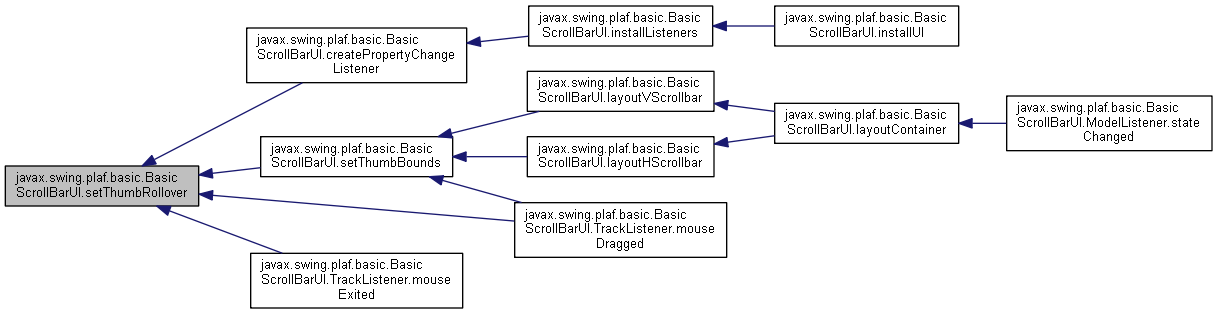 javax.swing.plaf.basic.Basic
ScrollBarUI.setThumbRollover
javax.swing.plaf.basic.Basic
ScrollBarUI.createPropertyChange
Listener
javax.swing.plaf.basic.Basic
ScrollBarUI.installListeners
javax.swing.plaf.basic.Basic
ScrollBarUI.installUI
javax.swing.plaf.basic.Basic
ScrollBarUI.setThumbBounds
javax.swing.plaf.basic.Basic
ScrollBarUI.layoutVScrollbar
javax.swing.plaf.basic.Basic
ScrollBarUI.layoutHScrollbar
javax.swing.plaf.basic.Basic
ScrollBarUI.layoutContainer
javax.swing.plaf.basic.Basic
ScrollBarUI.ModelListener.state
Changed
javax.swing.plaf.basic.Basic
ScrollBarUI.TrackListener.mouse
Dragged
javax.swing.plaf.basic.Basic
ScrollBarUI.TrackListener.mouse
Exited